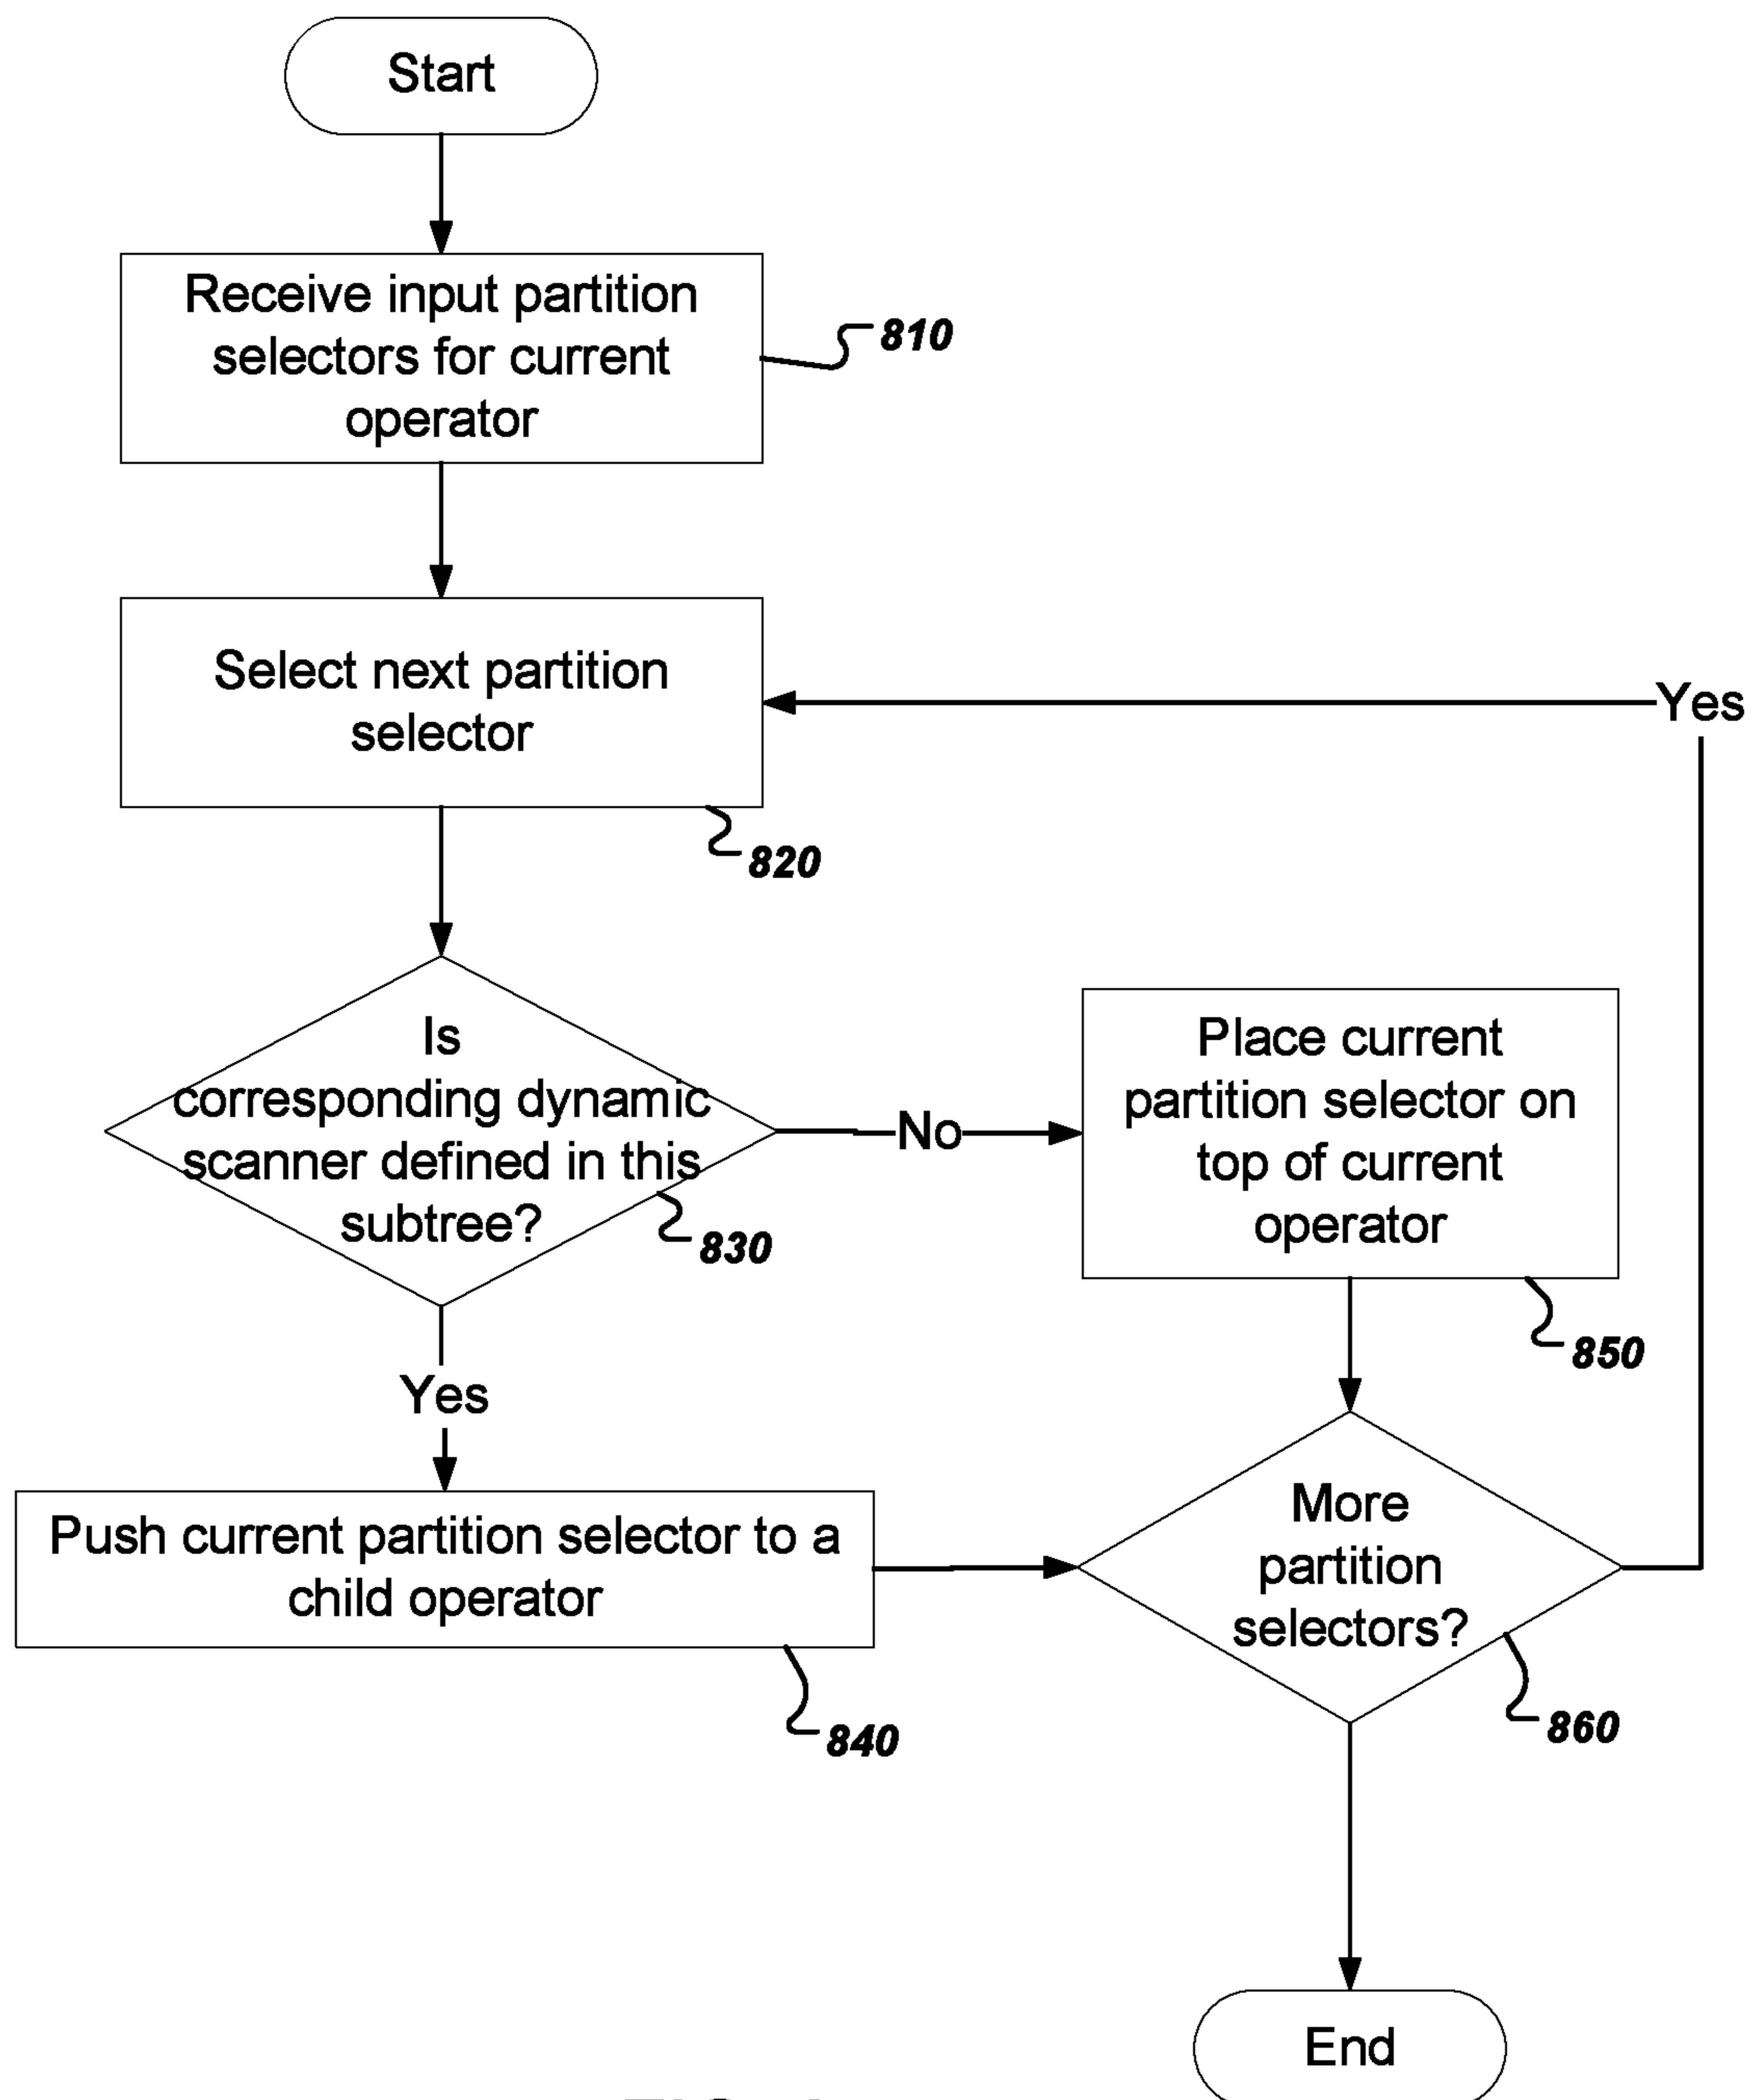 Start
Receive input partition
selectors for current
operator
810
Select next partition
selector
Yes
820
Is
corresponding dynamic
scanner defined in this
subtree?
830
No
Place current
partition selector on
top of current
operator
850
Yes
Push current partition selector to a
child operator
840
More
partition
selectors?
860
End